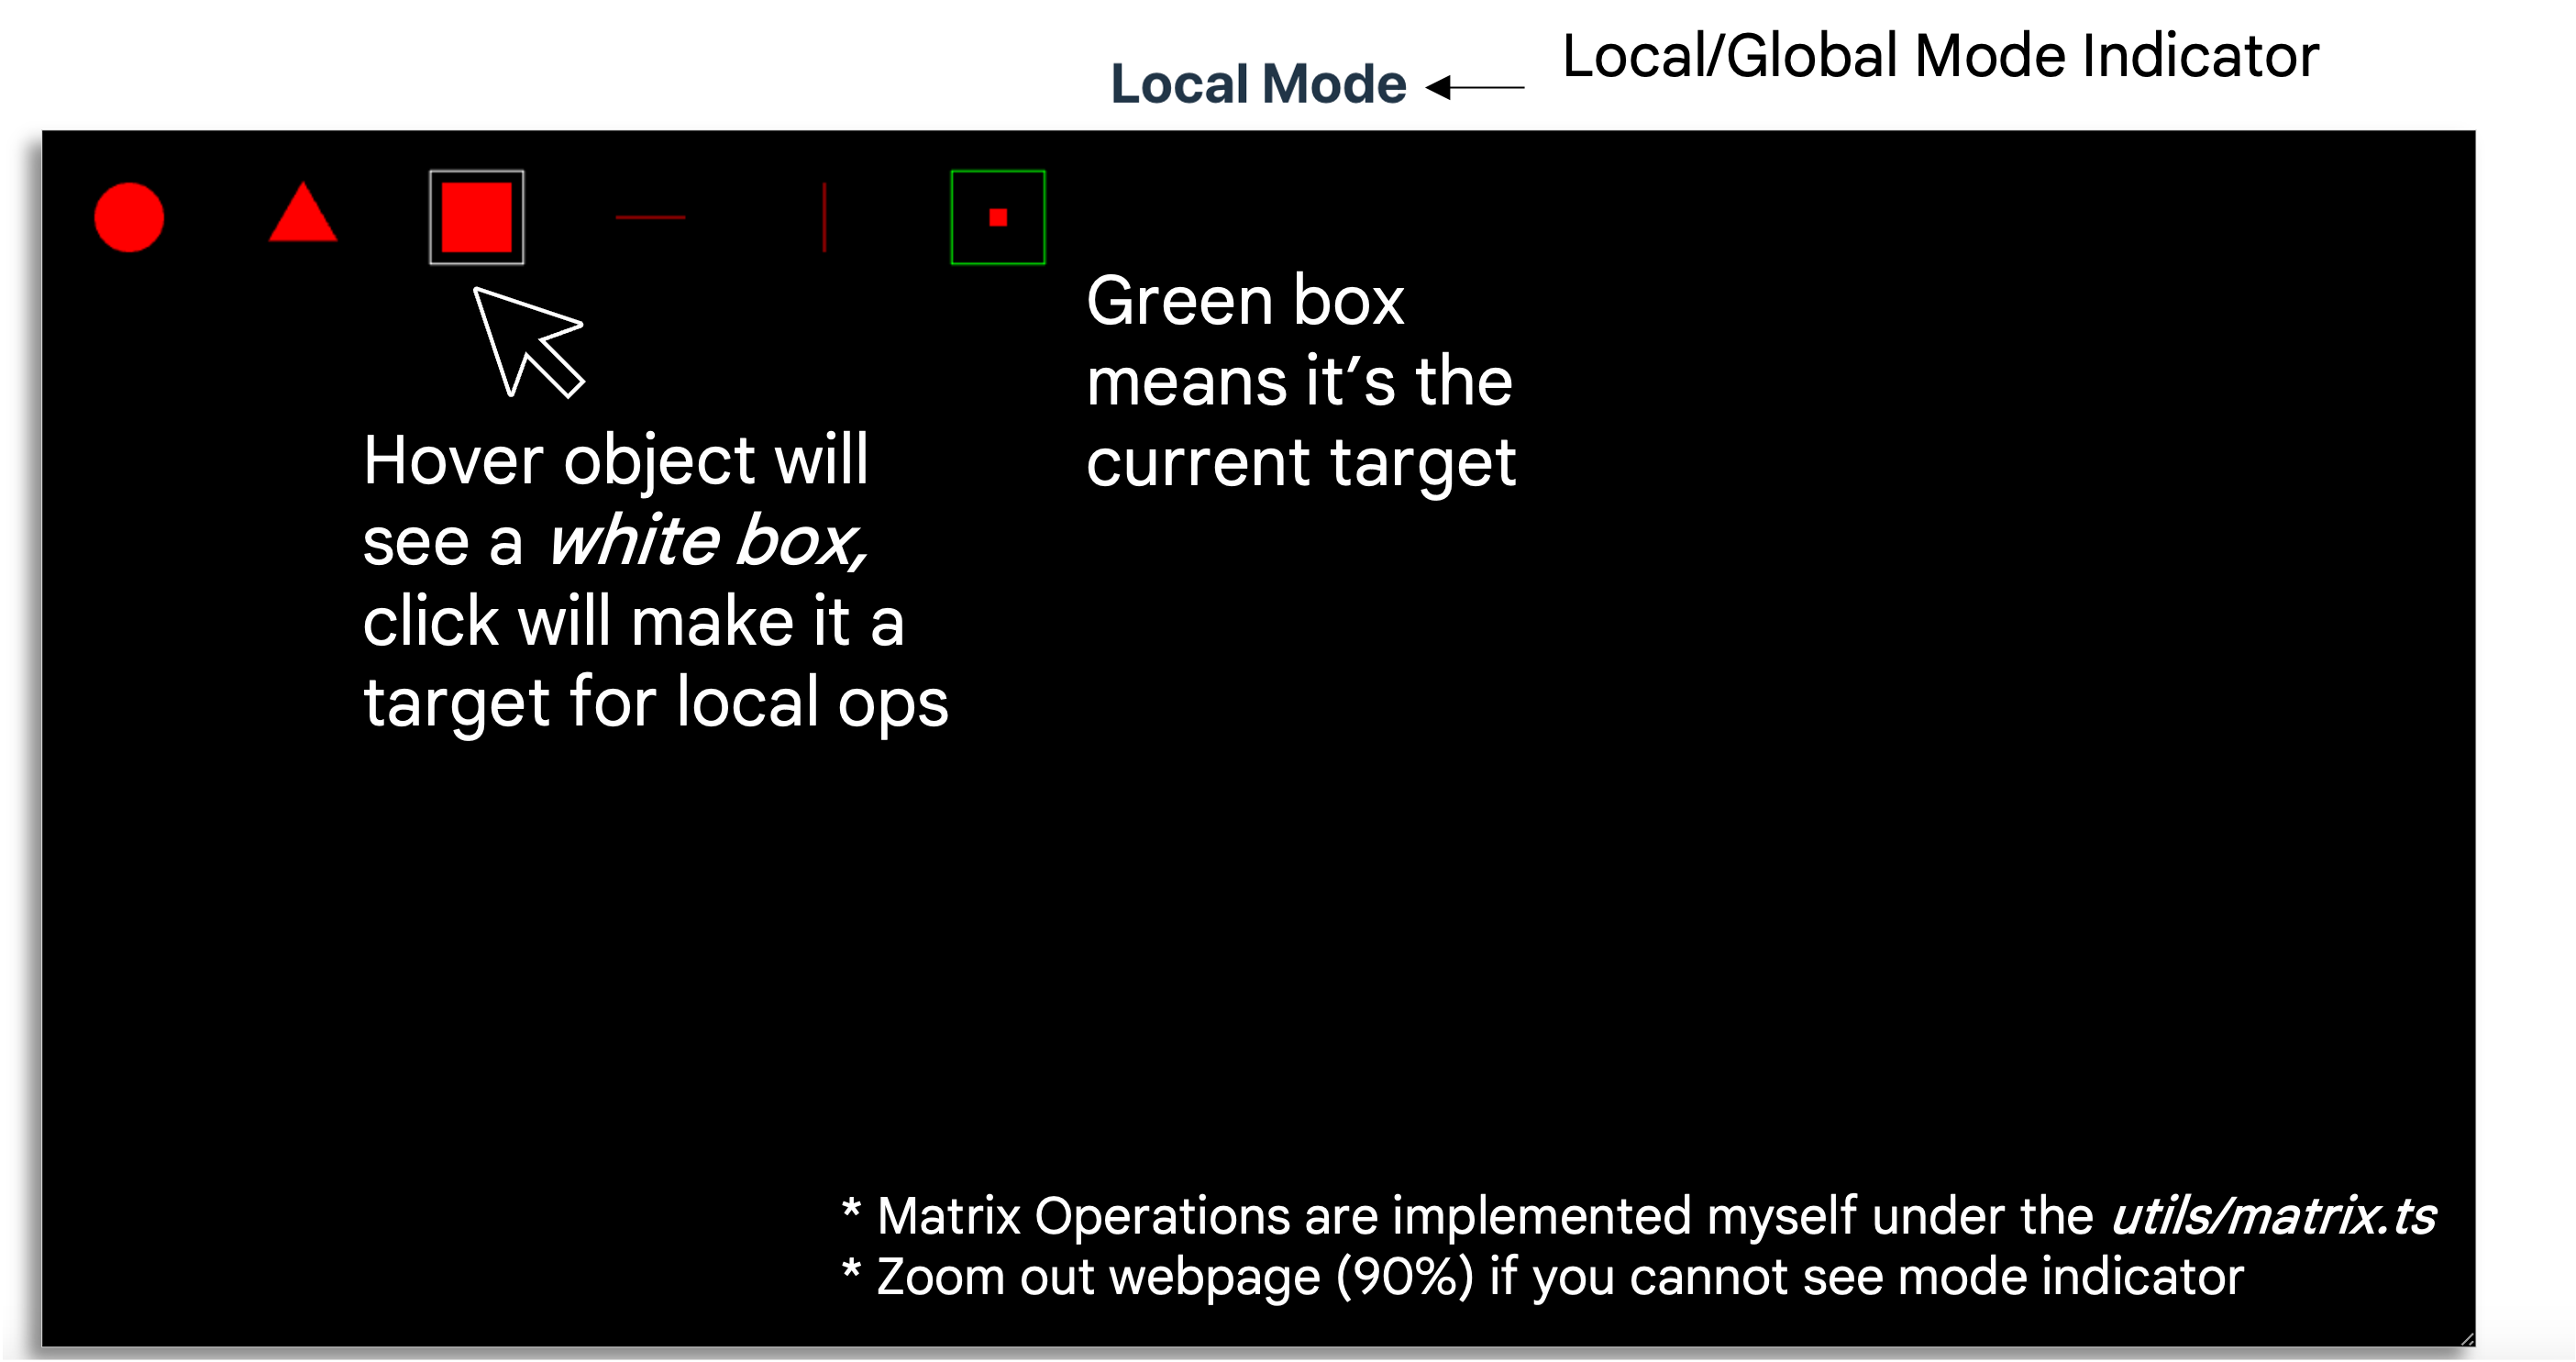 Local/Global Mode Indicator
Local Mode
Green box
means it’s the
current target
Hover object will
see a white box,
click will make it a
target for local ops
* Matrix Operations are implemented myself under the utils/matrix.ts
* Zoom out webpage (90%) if you cannot see mode indicator